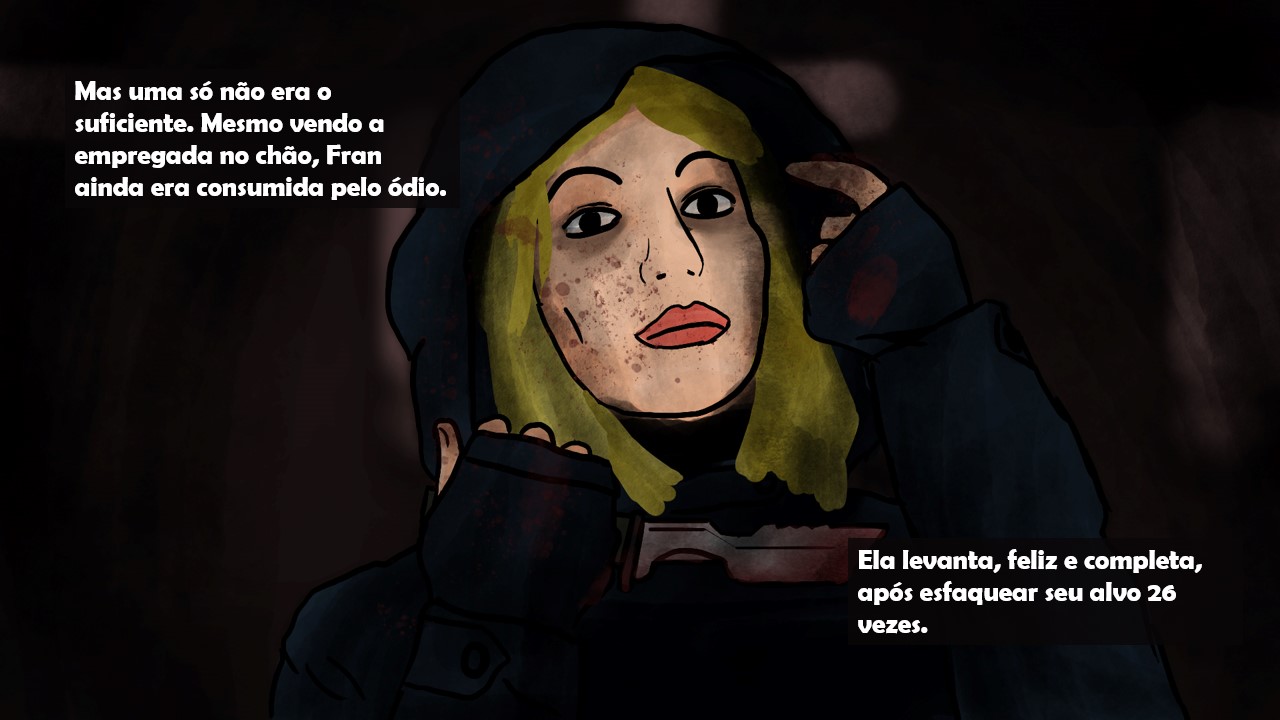 Mas uma só não era o
suficiente. Mesmo vendo a
empregada no chão, Fran
ainda era consumida pelo ódio.
Ela levanta, feliz e completa,
após esfaquear seu alvo 26
vezes.